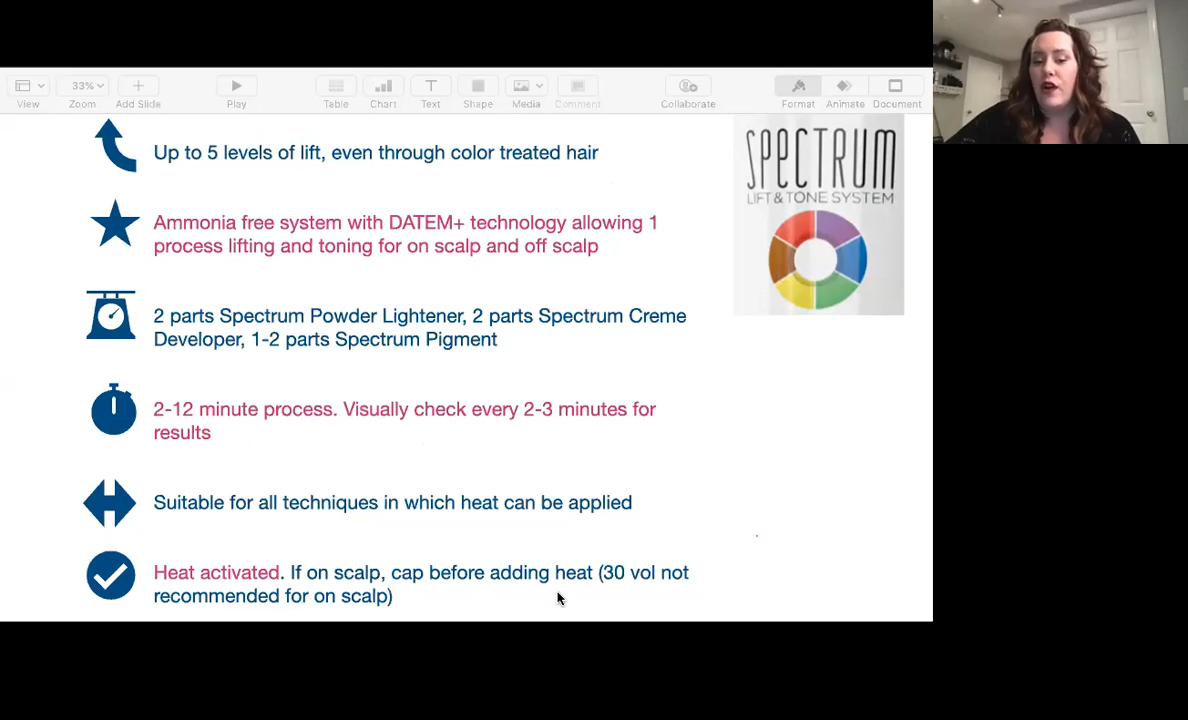 View
33%
Zoom
Add Slide
Play
Table
Chart
T
Text
Shape
Media
Comment
Collaborate
Format
Animate
Document
Up to 5 levels of lift, even through color treated hair
Ammonia free system with DATEM+ technology allowing 1
process lifting and toning for on scalp and off scalp
2 parts Spectrum Powder Lightener, 2 parts Spectrum Creme
Developer, 1-2 parts Spectrum Pigment
2-12 minute process. Visually check every 2-3 minutes for
results
Suitable for all techniques in which heat can be applied
Heat activated. If on scalp, cap before adding heat (30 vol not
recommended for on scalp)
SPECTRUM
LIFT & TONE SYSTEM